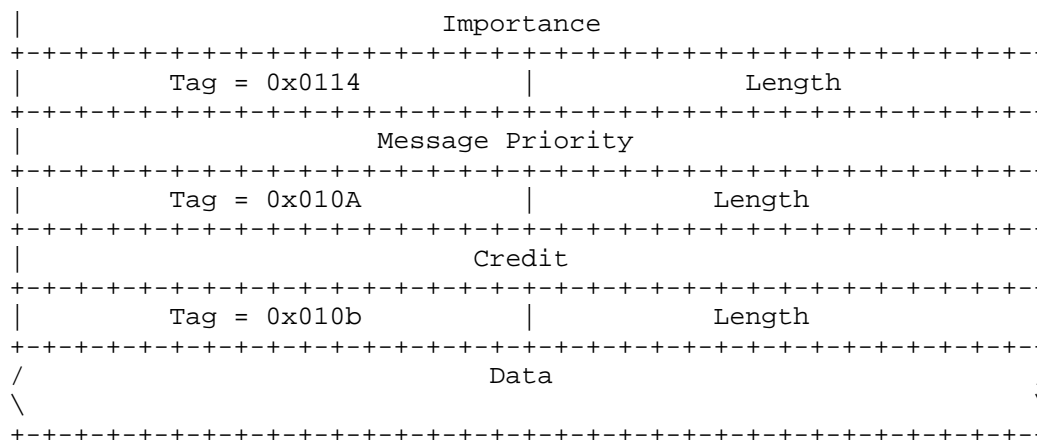 |                          Importance
+-+-+-+-+-+-+-+-+-+-+-+-+-+-+-+-+-+-+-+-+-+-+-+-+-+-+-+-+-+-+-+-+-
|         Tag = 0x0114          |             Length
+-+-+-+-+-+-+-+-+-+-+-+-+-+-+-+-+-+-+-+-+-+-+-+-+-+-+-+-+-+-+-+-+-
|                      Message Priority
+-+-+-+-+-+-+-+-+-+-+-+-+-+-+-+-+-+-+-+-+-+-+-+-+-+-+-+-+-+-+-+-+-
|         Tag = 0x010A          |           Length
+-+-+-+-+-+-+-+-+-+-+-+-+-+-+-+-+-+-+-+-+-+-+-+-+-+-+-+-+-+-+-+-+-
|                            Credit
+-+-+-+-+-+-+-+-+-+-+-+-+-+-+-+-+-+-+-+-+-+-+-+-+-+-+-+-+-+-+-+-+-
|         Tag = 0x010b          |           Length
+-+-+-+-+-+-+-+-+-+-+-+-+-+-+-+-+-+-+-+-+-+-+-+-+-+-+-+-+-+-+-+-+-
/                             Data
\
+-+-+-+-+-+-+-+-+-+-+-+-+-+-+-+-+-+-+-+-+-+-+-+-+-+-+-+-+-+-+-+-+-